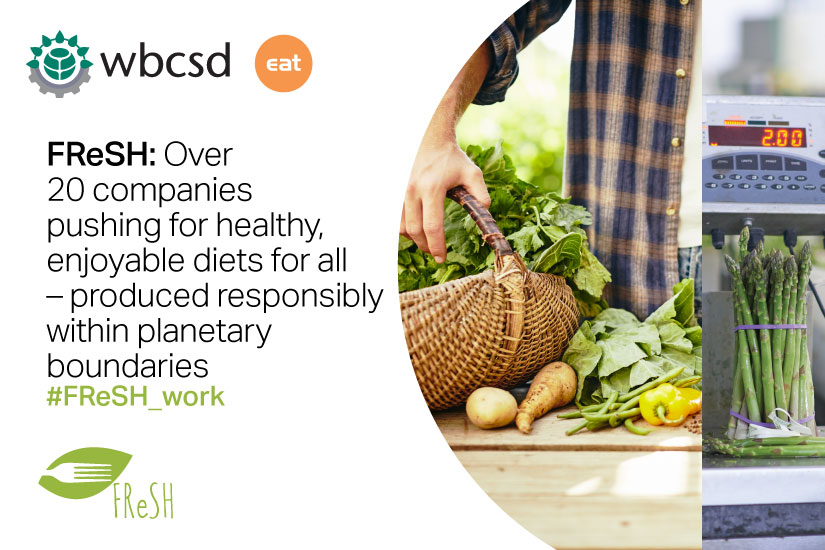 wbcsd
eat
FReSH: Over
20 companies
pushing for healthy,
enjoyable diets for all
– produced responsibly
within planetary
boundaries
#FReSH_work
FReSH
2.00